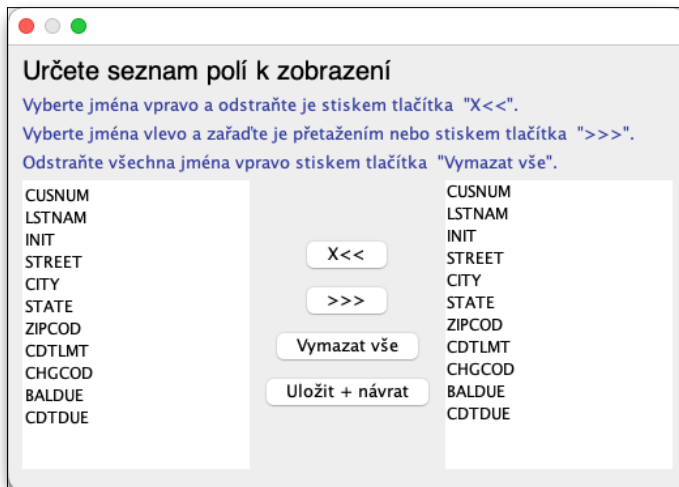 Určete seznam polí k zobrazení
Vyberte jména vpravo a odstraňte je stiskem tlačítka "X<<".
Vyberte jména vlevo a zařaďte je přetažením nebo stiskem tlačítka ">>>".
Odstraňte všechna jména vpravo stiskem tlačítka "Vymazat vše".
CUSNUM
LSTNAM
INIT
STREET
CITY
STATE
ZIPCOD
CDTLMT
CHGCOD
BALDUE
CDTDUE
X<<
>>>
Vymazat vše
Uložit + návrat
CUSNUM
LSTNAM
INIT
STREET
CITY
STATE
ZIPCOD
CDTLMT
CHGCOD
BALDUE
CDTDUE